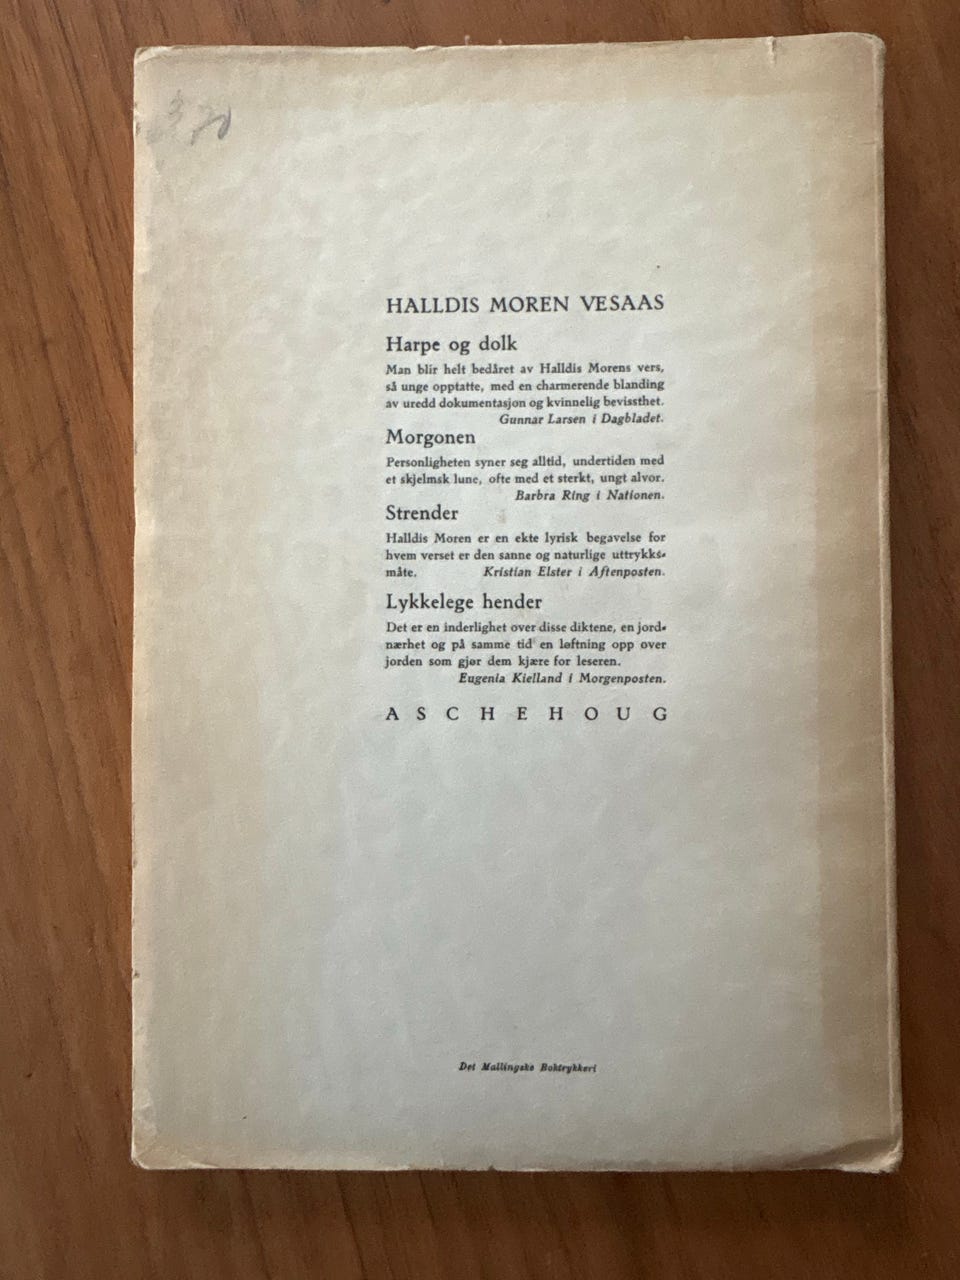 HALLDIS MOREN VESAAS
Harpe og dolk
Man blir helt bedåret av Halldis Morens vers,
så unge opptatte, med en charmerende blanding
av uredd dokumentasjon og kvinnelig bevissthet.
Gunnar Larsen i Dagbladet.
Morgonen
Personligheten syner seg alltid, undertiden med
et skjelmsk lune, ofte med et sterkt, ungt alvor.
Barbra Ring i Nationen.
Strender
Halldis Moren er en ekte lyrisk begavelse for
hvem verset er den sanne og naturlige uttrykks-
måte. Kristian Elster i Aftenposten.
Lykkelege hender
Det er en inderlighet over disse diktene, en jord-
nærhet og på samme tid en løftning opp over
jorden som gjør dem kjære for leseren.
Eugenia Kielland i Morgenposten.
ASCHEHOUG
Det Mallingske Boktrykkeri